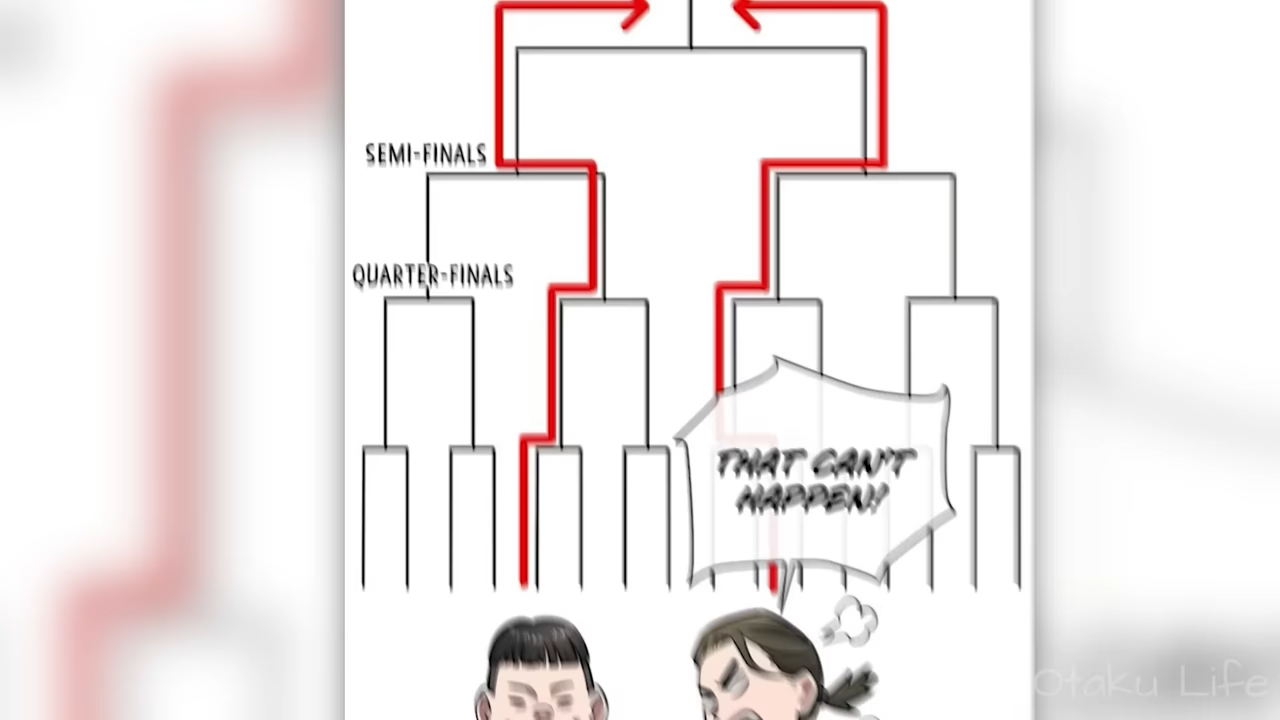 SEMI-FINALS
QUARTER-FINALS
THAT CAN'T
HAPPEN!
Otaku Life